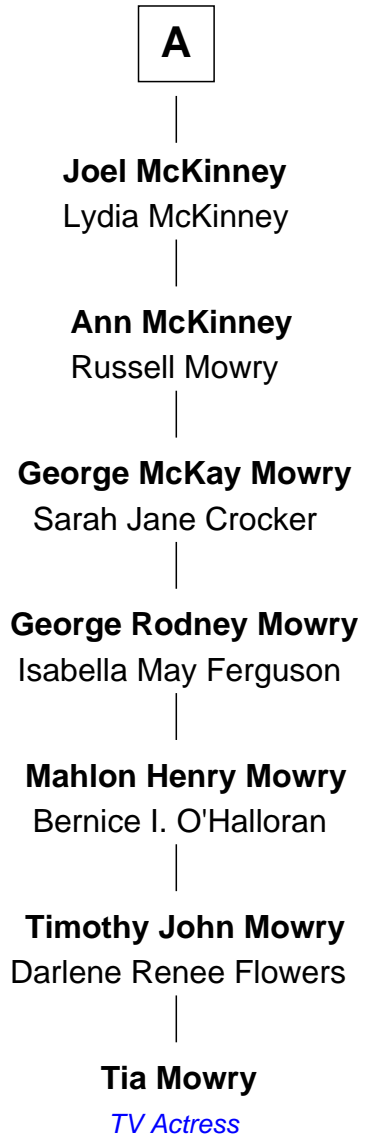 A
Joel McKinney
Lydia McKinney
Ann McKinney
Russell Mowry
George McKay Mowry
Sarah Jane Crocker
George Rodney Mowry
Isabella May Ferguson
Mahlon Henry Mowry
Bernice I. O'Halloran
Timothy John Mowry
Darlene Renee Flowers
Tia Mowry
TV Actress